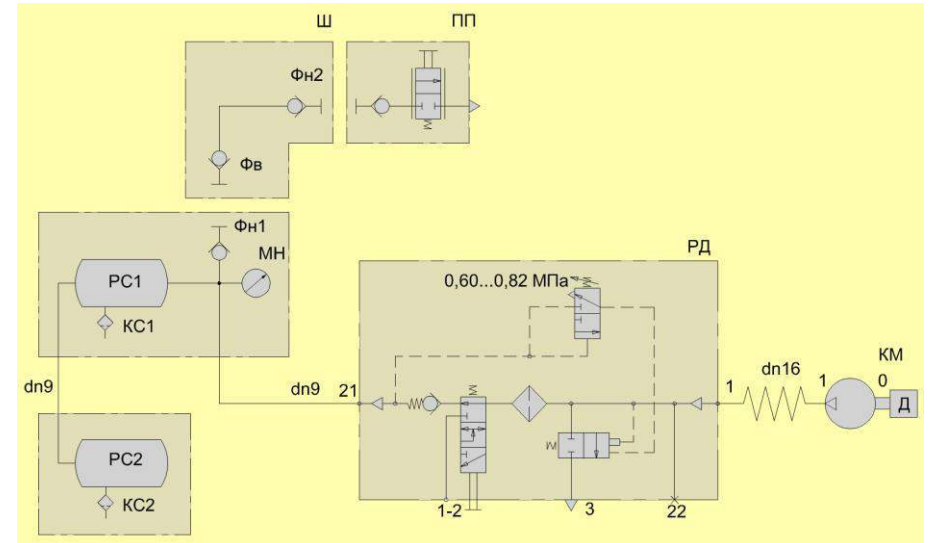 Ш
ПП
Фн2
Фв
Фн1
МН
РС1
КС1
РД
0,60...0,82 МПа
КМ
dn16
dn9
dn9
21
1
1
0
Д
РС2
КС2
1-2
3
22